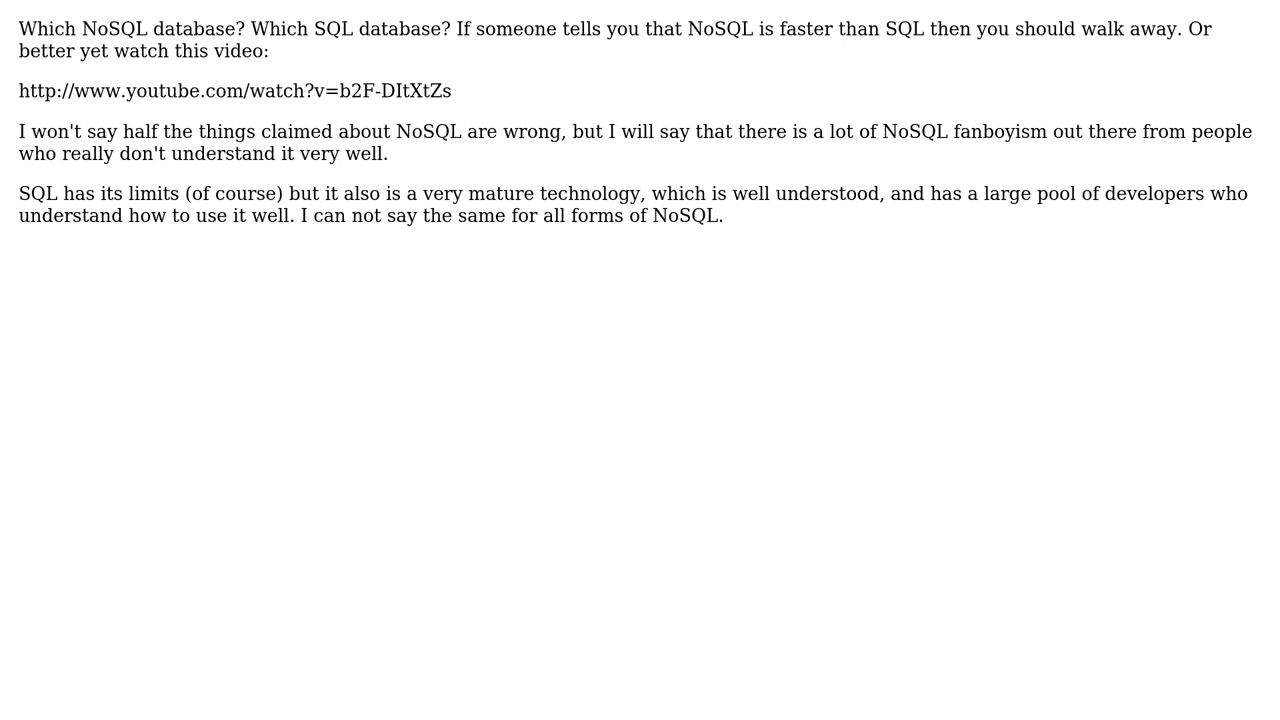 Which NoSQL database? Which SQL database? If someone tells you that NoSQL is faster than SQL then you should walk away. Or
better yet watch this video:
http://www.youtube.com/watch?v=b2F-DItXtZs
I won't say half the things claimed about NoSQL are wrong, but I will say that there is a lot of NoSQL fanboyism out there from people
who really don't understand it very well.
SQL has its limits (of course) but it also is a very mature technology, which is well understood, and has a large pool of developers who
understand how to use it well. I can not say the same for all forms of NoSQL.